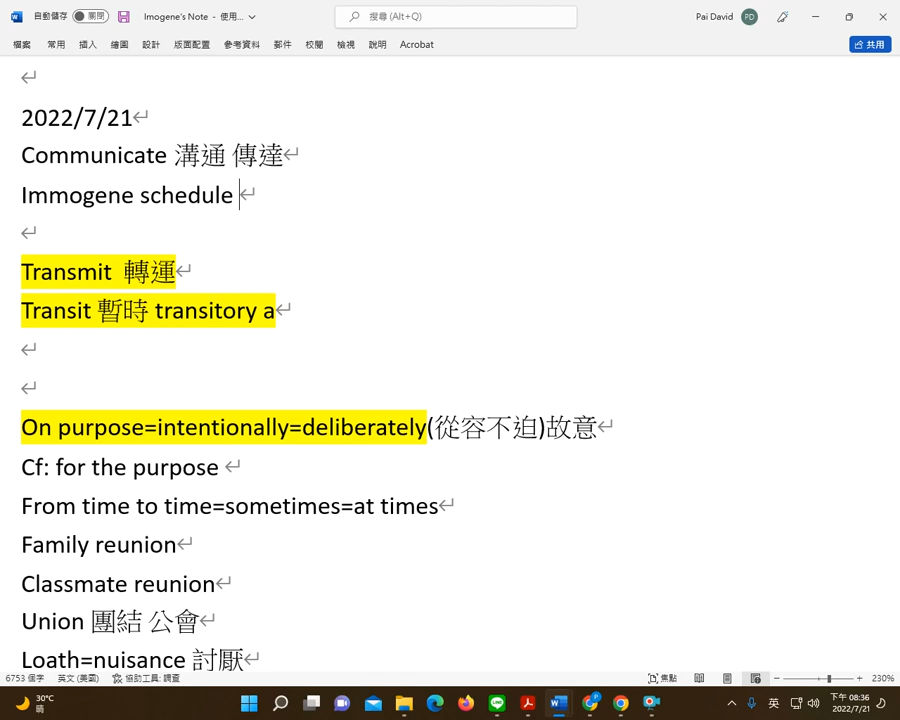 自動儲存 關閉 Imogene's Note - 使用... 搜尋 (Alt+Q) Pai David PD
檔案 常用 插入 繪圖 設計 版面配置 參考資料 郵件 校閱 檢視 說明 Acrobat 共用
2022/7/21
Communicate 溝通 傳達
Immogene schedule
Transmit 轉運
Transit 暫時 transitory a
On purpose=intentionally=deliberately(從容不迫)故意
Cf: for the purpose
From time to time=sometimes=at times
Family reunion
Classmate reunion
Union 團結 公會
Loath=nuisance 討厭
6753 個字 英文 (美國) 協助工具: 調查 焦點 230%
30°C 英 下午 08:36
晴 2022/7/21